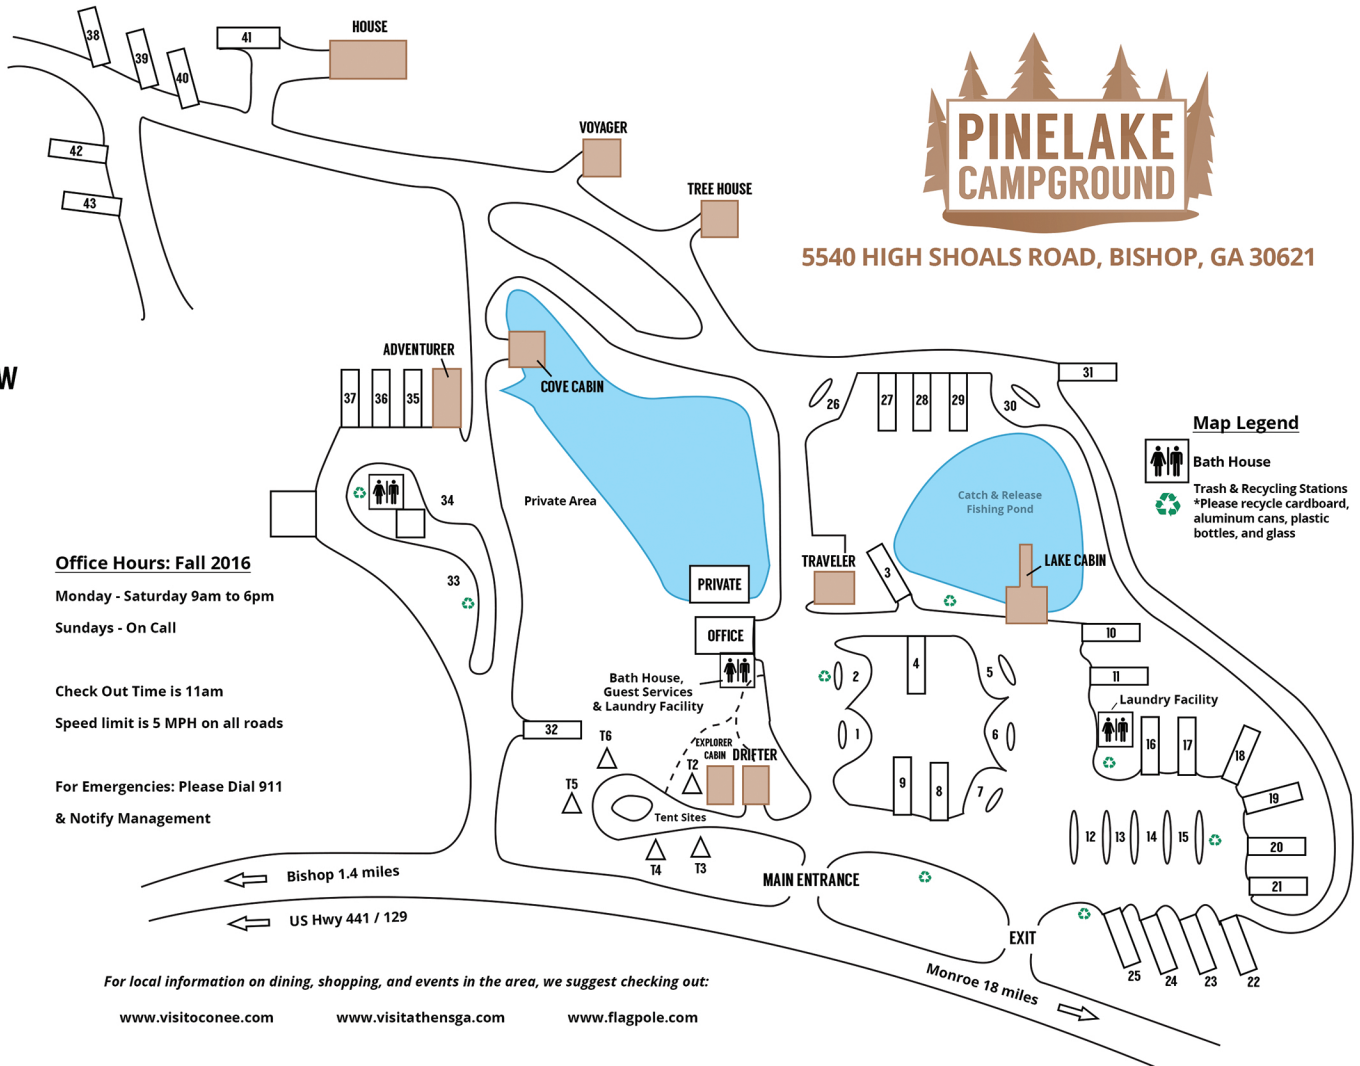 PINELAKE
CAMPGROUND
5540 HIGH SHOALS ROAD, BISHOP, GA 30621
38
39
40
41
HOUSE
42
43
VOYAGER
TREE HOUSE
W
ADVENTURER
37
36
35
COVE CABIN
Private Area
34
33
PRIVATE
OFFICE
Bath House,
Guest Services
& Laundry Facility
32
T6
T5
EXPLORER
CABIN
DRIFTER
T2
Tent Sites
T4
T3
MAIN ENTRANCE
26
27
28
29
30
31
Catch & Release
Fishing Pond
LAKE CABIN
TRAVELER
3
10
11
Laundry Facility
4
5
2
1
6
9
8
7
16
17
18
19
12
13
14
15
20
21
EXIT
25
24
23
22
Map Legend
Bath House
Trash & Recycling Stations
*Please recycle cardboard,
aluminum cans, plastic
bottles, and glass
Office Hours: Fall 2016
Monday - Saturday 9am to 6pm
Sundays - On Call
Check Out Time is 11am
Speed limit is 5 MPH on all roads
For Emergencies: Please Dial 911
& Notify Management
Bishop 1.4 miles
US Hwy 441 / 129
Monroe 18 miles
For local information on dining, shopping, and events in the area, we suggest checking out:
www.visitoconee.com
www.visitathensga.com
www.flagpole.com